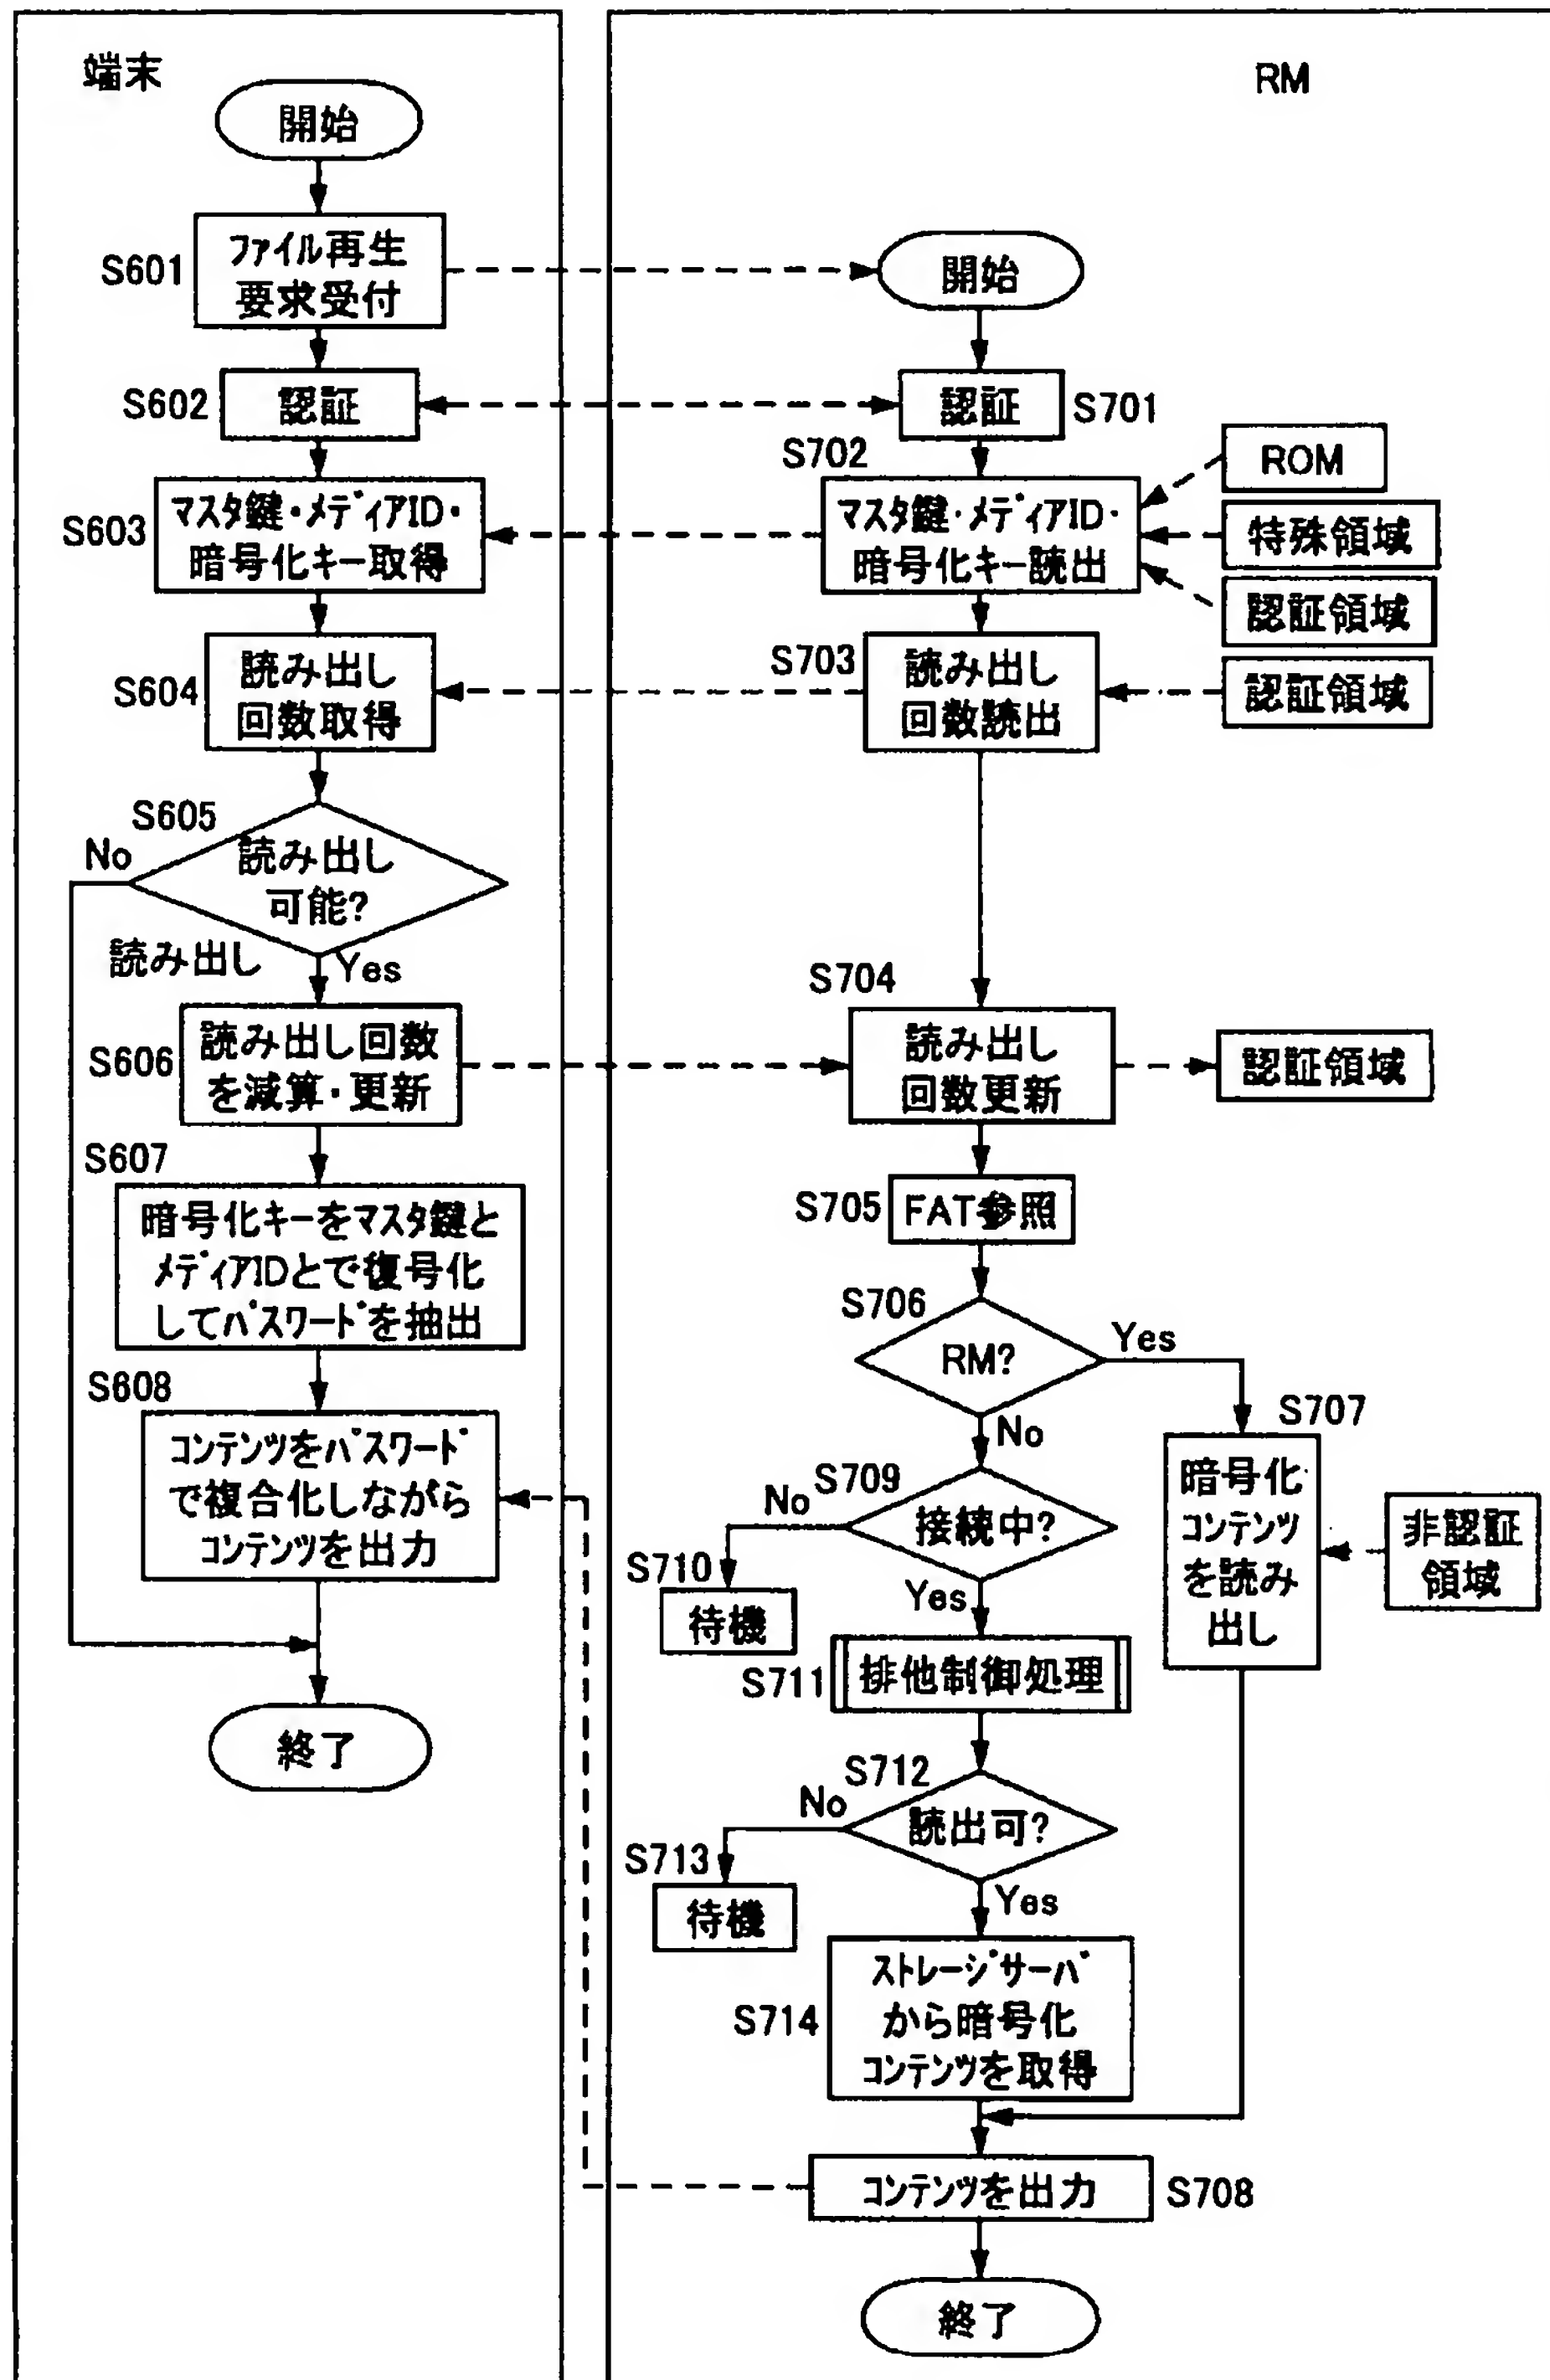 端末
開始
S601
ファイル再生
要求受付
S602
認証
S603
マスタ鍵・メディアID・
暗号化キー取得
S604
読み出し
回数取得
S605
No
読み出し
可能?
読み出し
Yes
S606
読み出し回数
を減算・更新
S607
暗号化キーをマスタ鍵と
メディアIDとで復号化
してパスワードを抽出
S608
コンテンツをパスワード
で複合化しながら
コンテンツを出力
終了
RM
開始
認証
S701
S702
マスタ鍵・メディアID・
暗号化キー読出
ROM
特殊領域
認証領域
S703
読み出し
回数読出
認証領域
S704
読み出し
回数更新
認証領域
S705
FAT参照
S706
RM?
Yes
No
S707
暗号化
コンテンツ
を読み
出し
非認証
領域
S709
No
接続中?
S710
待機
Yes
S711
排他制御処理
S712
No
読出可?
S713
待機
Yes
S714
ストレージサーバ
から暗号化
コンテンツを取得
コンテンツを出力
S708
終了